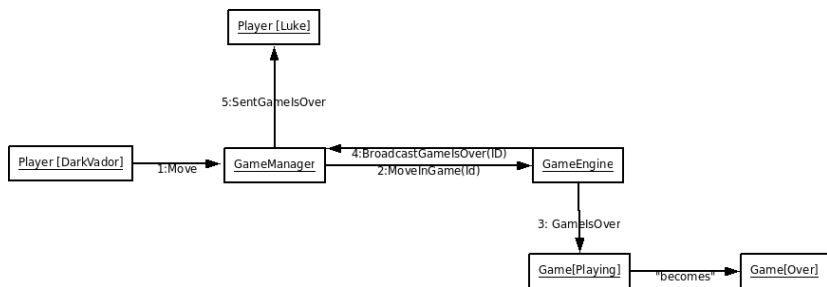 Player [Luke]
5:SentGameIsOver
Player [DarkVador]
1:Move
GameManager
4:BroadcastGameIsOver(ID)
2:MoveInGame(Id)
GameEngine
3: GameIsOver
Game[Playing]
"becomes"
Game[Over]